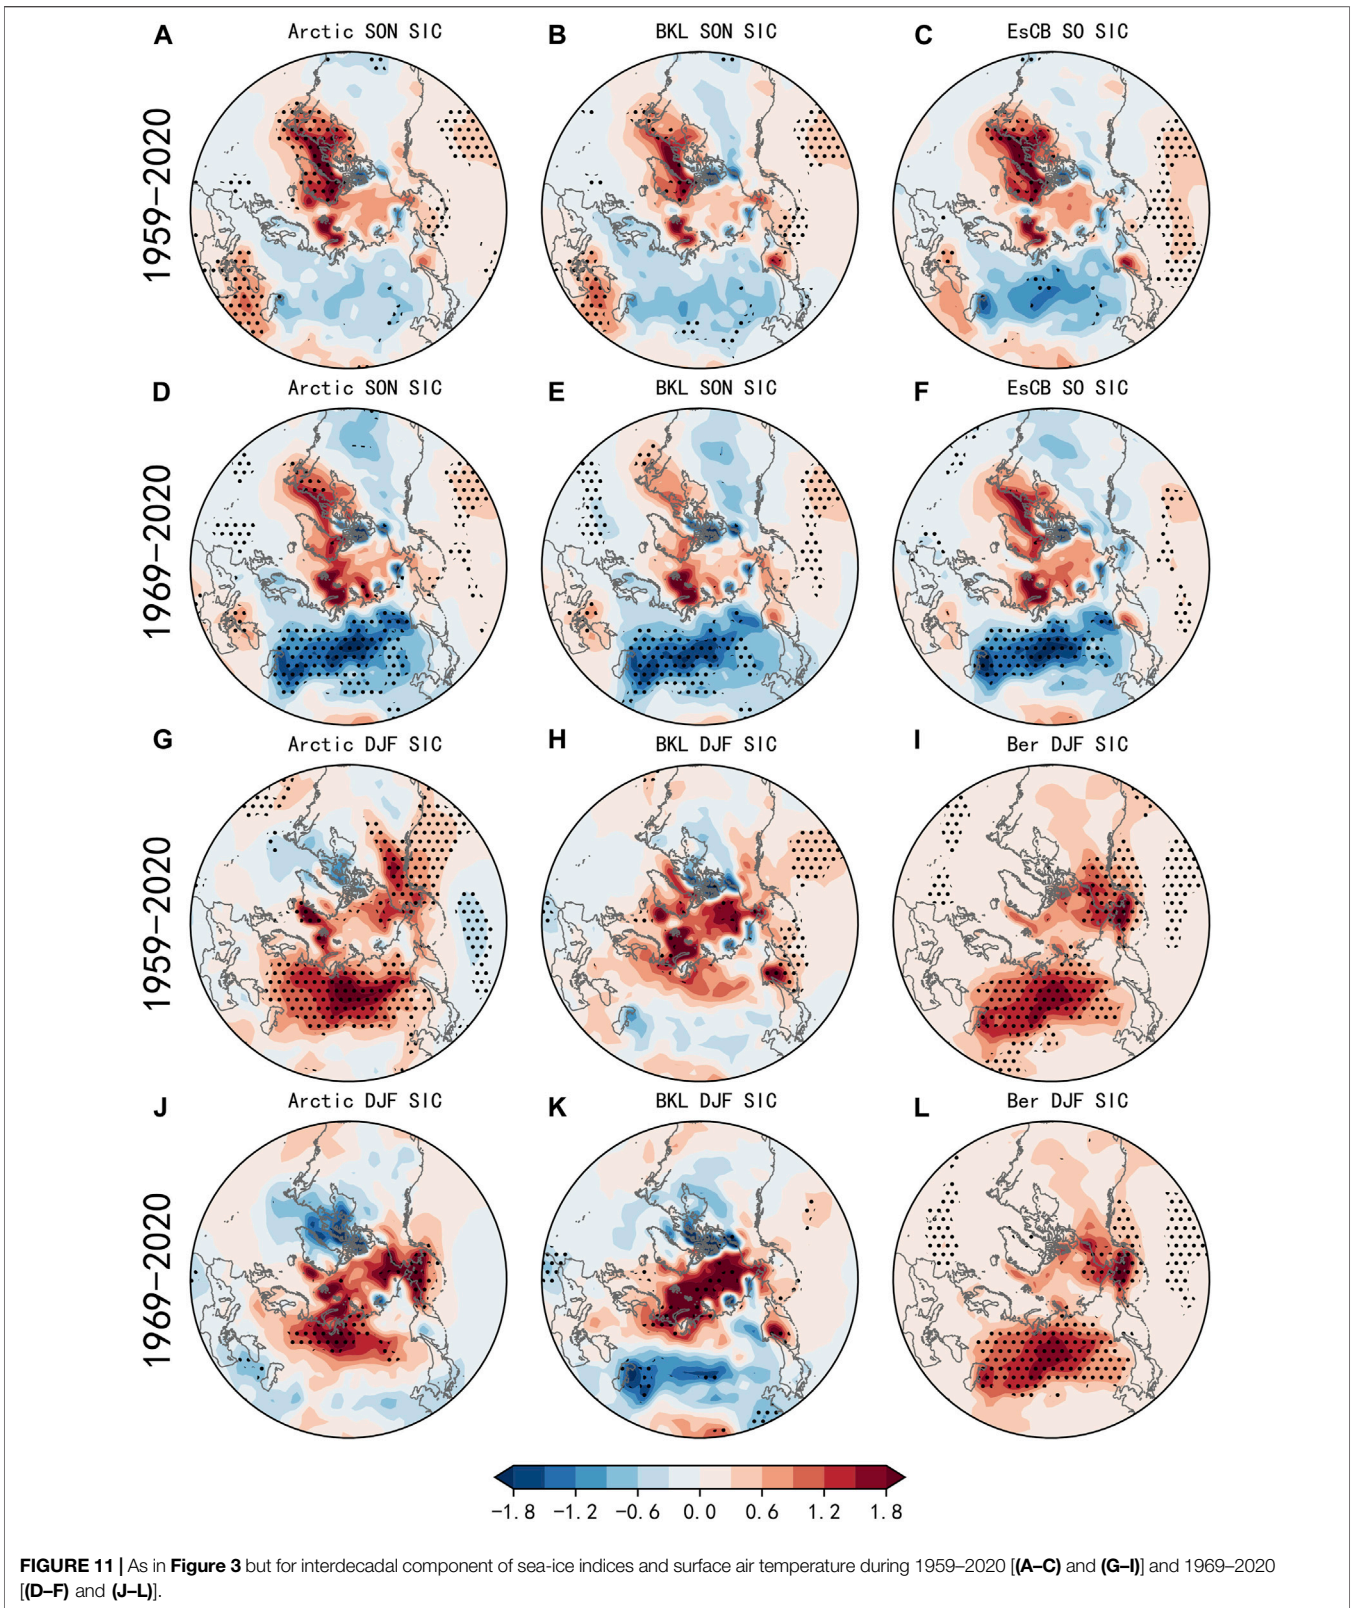 A Arctic SON SIC B BKL SON SIC C EsCB SO SIC
1959–2020
D Arctic SON SIC E BKL SON SIC F EsCB SO SIC
1969–2020
G Arctic DJF SIC H BKL DJF SIC I Ber DJF SIC
1959–2020
J Arctic DJF SIC K BKL DJF SIC L Ber DJF SIC
1969–2020
−1.8 −1.2 −0.6 0.0 0.6 1.2 1.8
FIGURE 11 | As in Figure 3 but for interdecadal component of sea-ice indices and surface air temperature during 1959–2020 [(A–C) and (G–I)] and 1969–2020
[(D–F) and (J–L)].